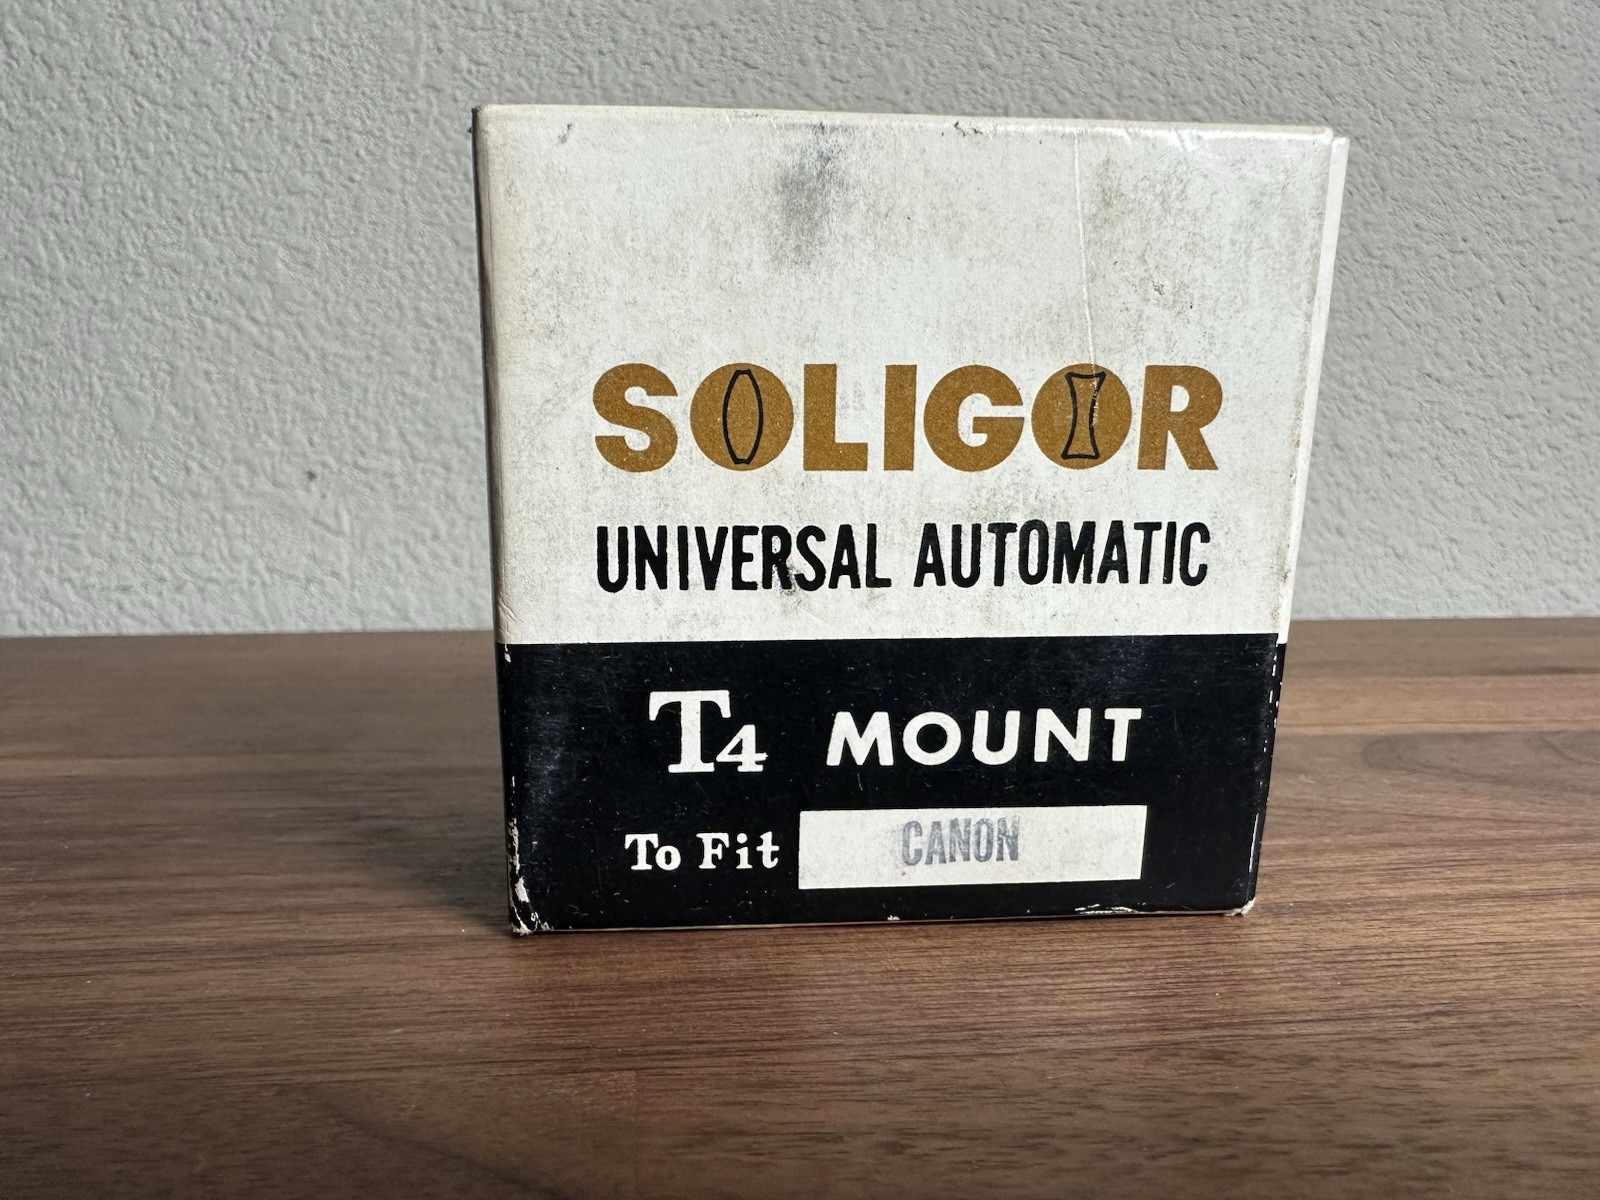 SOLIGOR
UNIVERSAL AUTOMATIC
T4 MOUNT
To Fit CANON